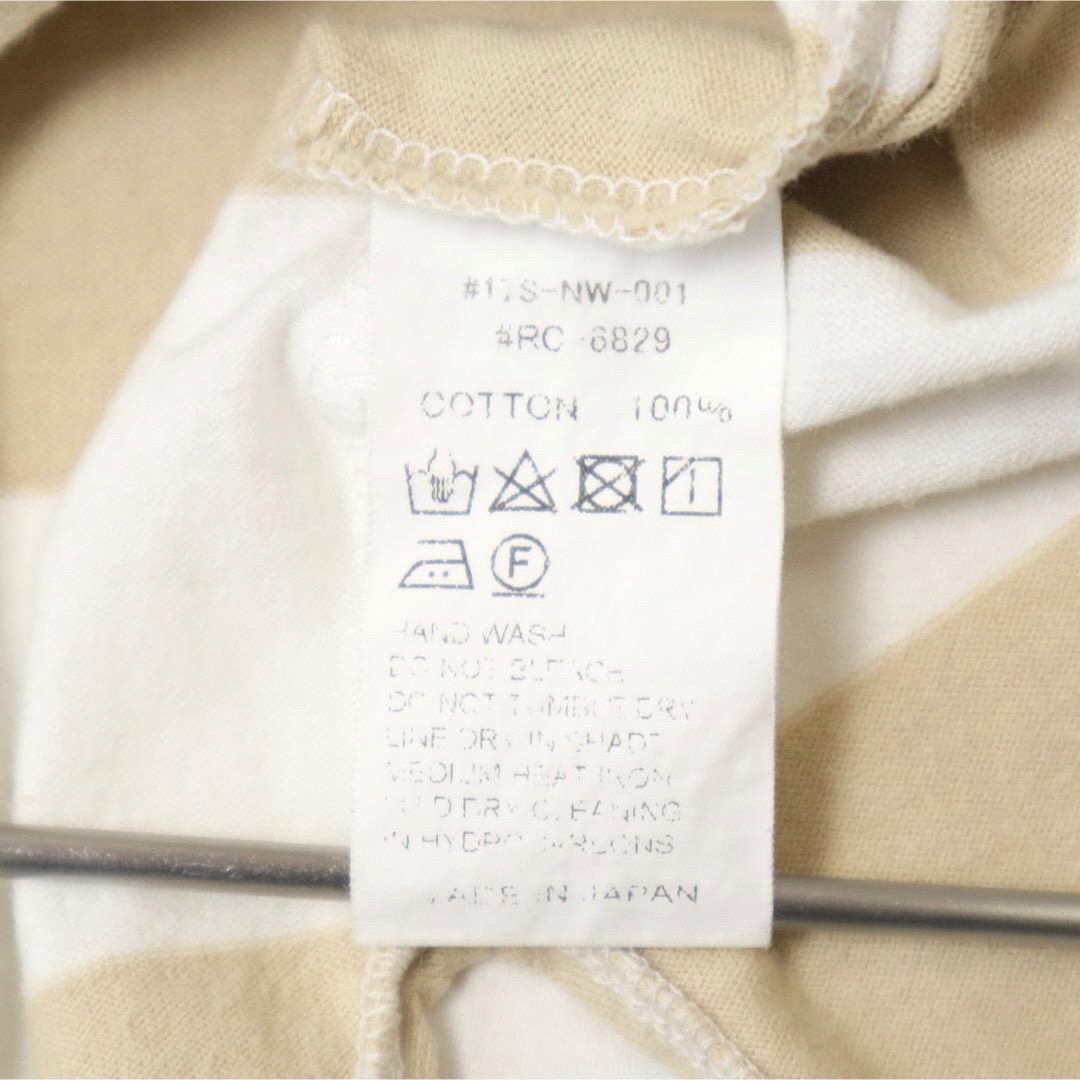 #17S-NW-001
#RC-6829
COTTON 100%
F
HAND WASH
DO NOT BLEACH
DO NOT TUMBLE DRY
LINE DRY IN SHADE
MEDIUM HEAT IRON
MILD DRY CLEANING
IN HYDROCARBONS
MADE IN JAPAN